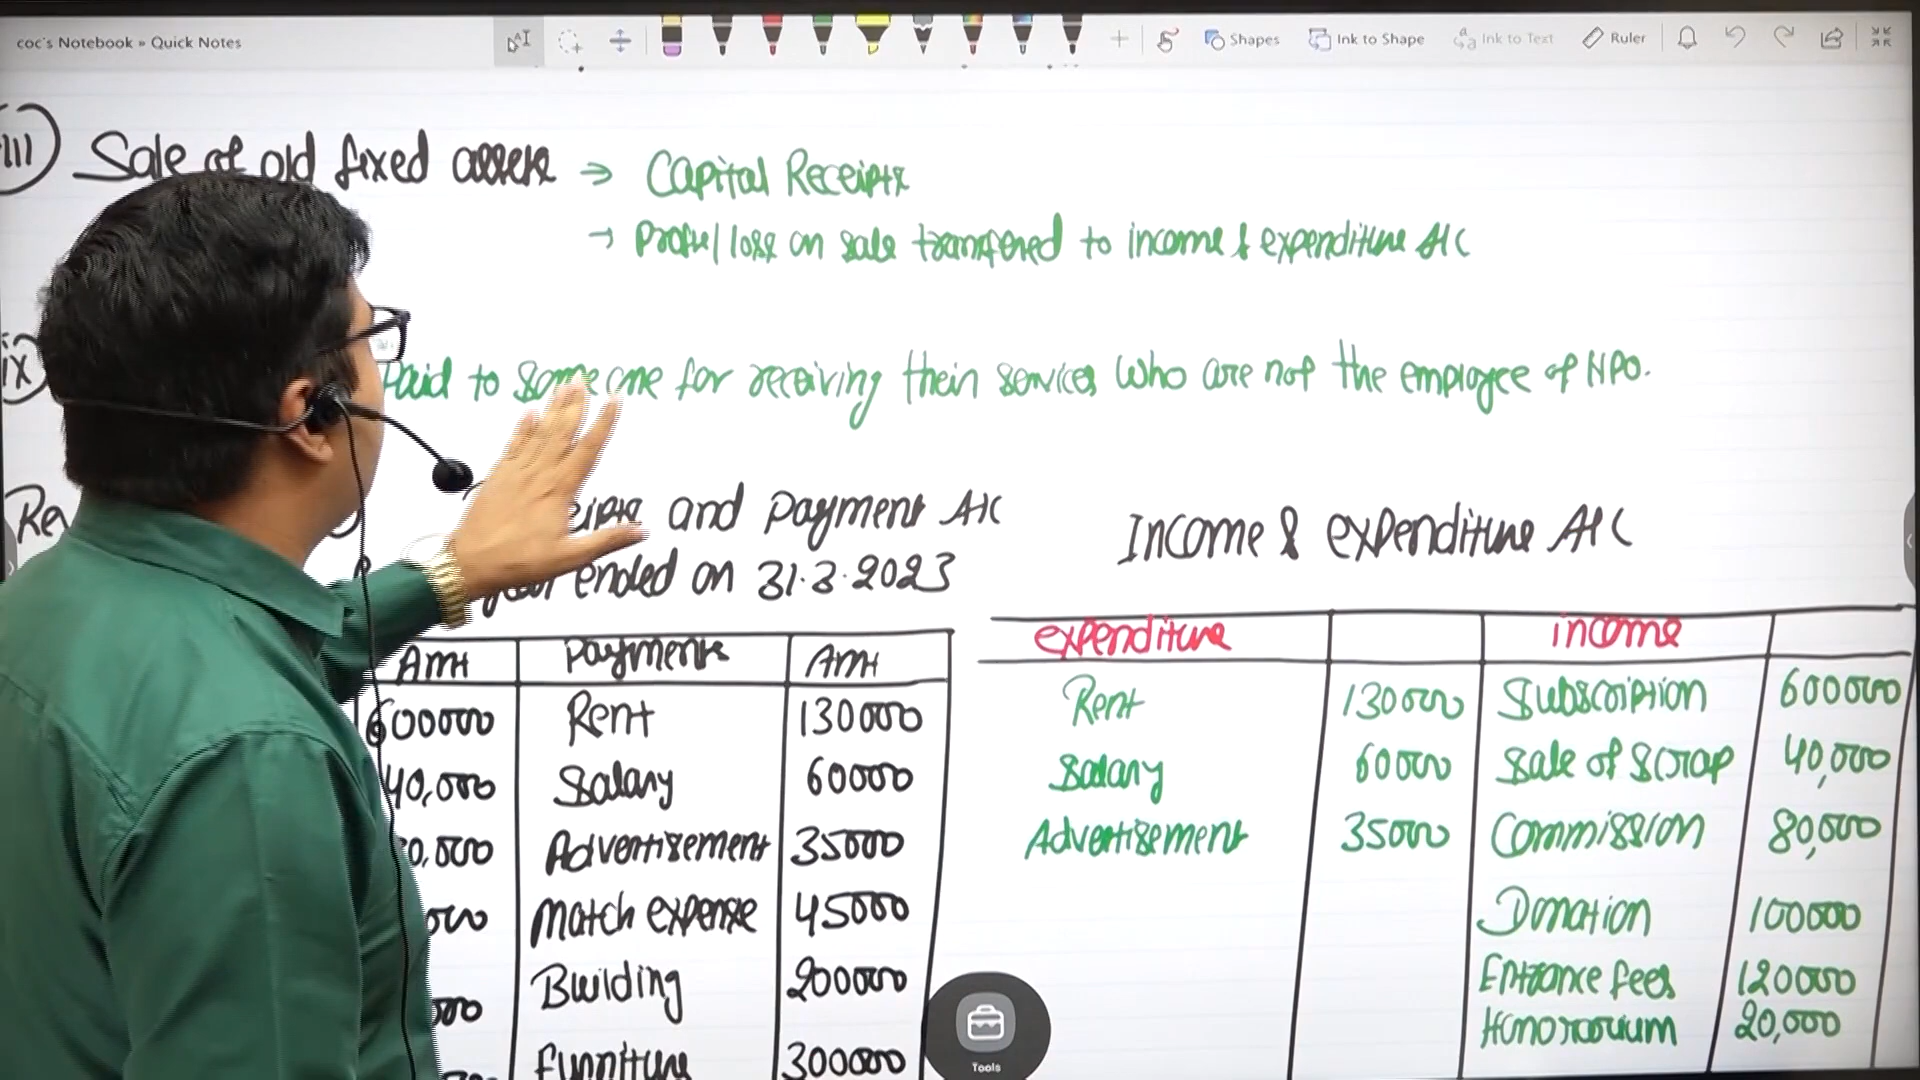 coc's Notebook » Quick Notes
Shapes
Ink to Shape
Ink to Text
Ruler
iii) Sale of old fixed assets → Capital Receipts
→ Profit/loss on sale transferred to income & expenditure A/C
ix
Paid to someone for receiving their services who are not the employee of NPO.
and Payment A/C
Income & expenditure A/C
year ended on 31.3.2023
expenditure income
Amt Payments Amt
Rent 130000 Subscription 600000
600000 Rent 130000
Salary 60000 Sale of Scrap 40,000
40,000 Salary 60000
Advertisement 35000 Commission 80,000
Advertisement 35000
Donation 100000
Match expense 45000
Entrance fees 120000
Building 200000
Honorarium 20,000
Furniture 300000
Tools